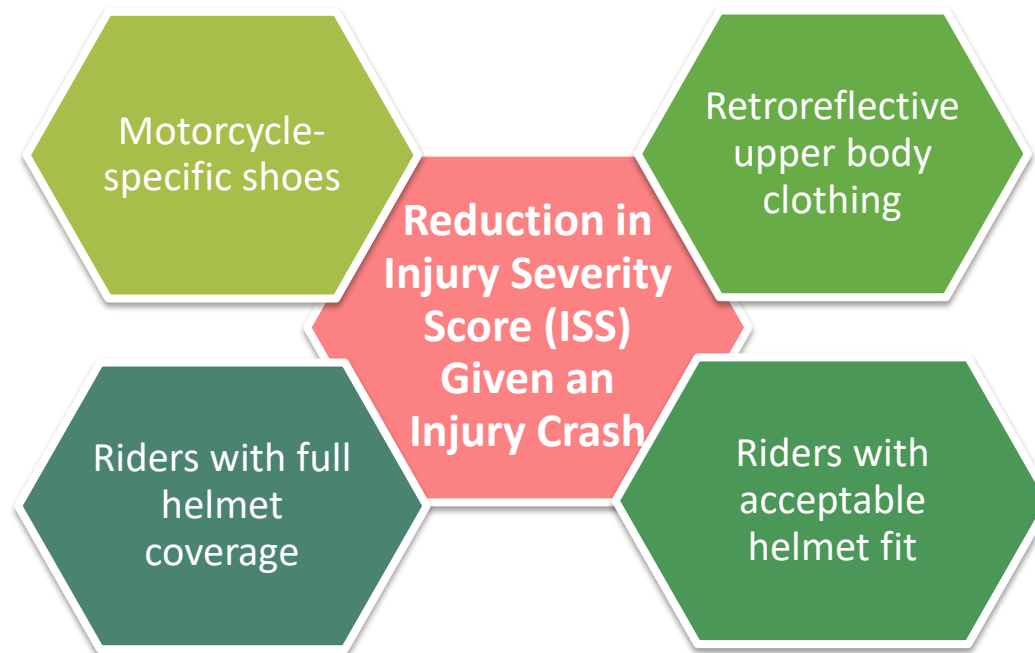 Motorcycle-
specific shoes
Retroreflective
upper body
clothing
Reduction in
Injury Severity
Score (ISS)
Given an
Injury Crash
Riders with full
helmet
coverage
Riders with
acceptable
helmet fit